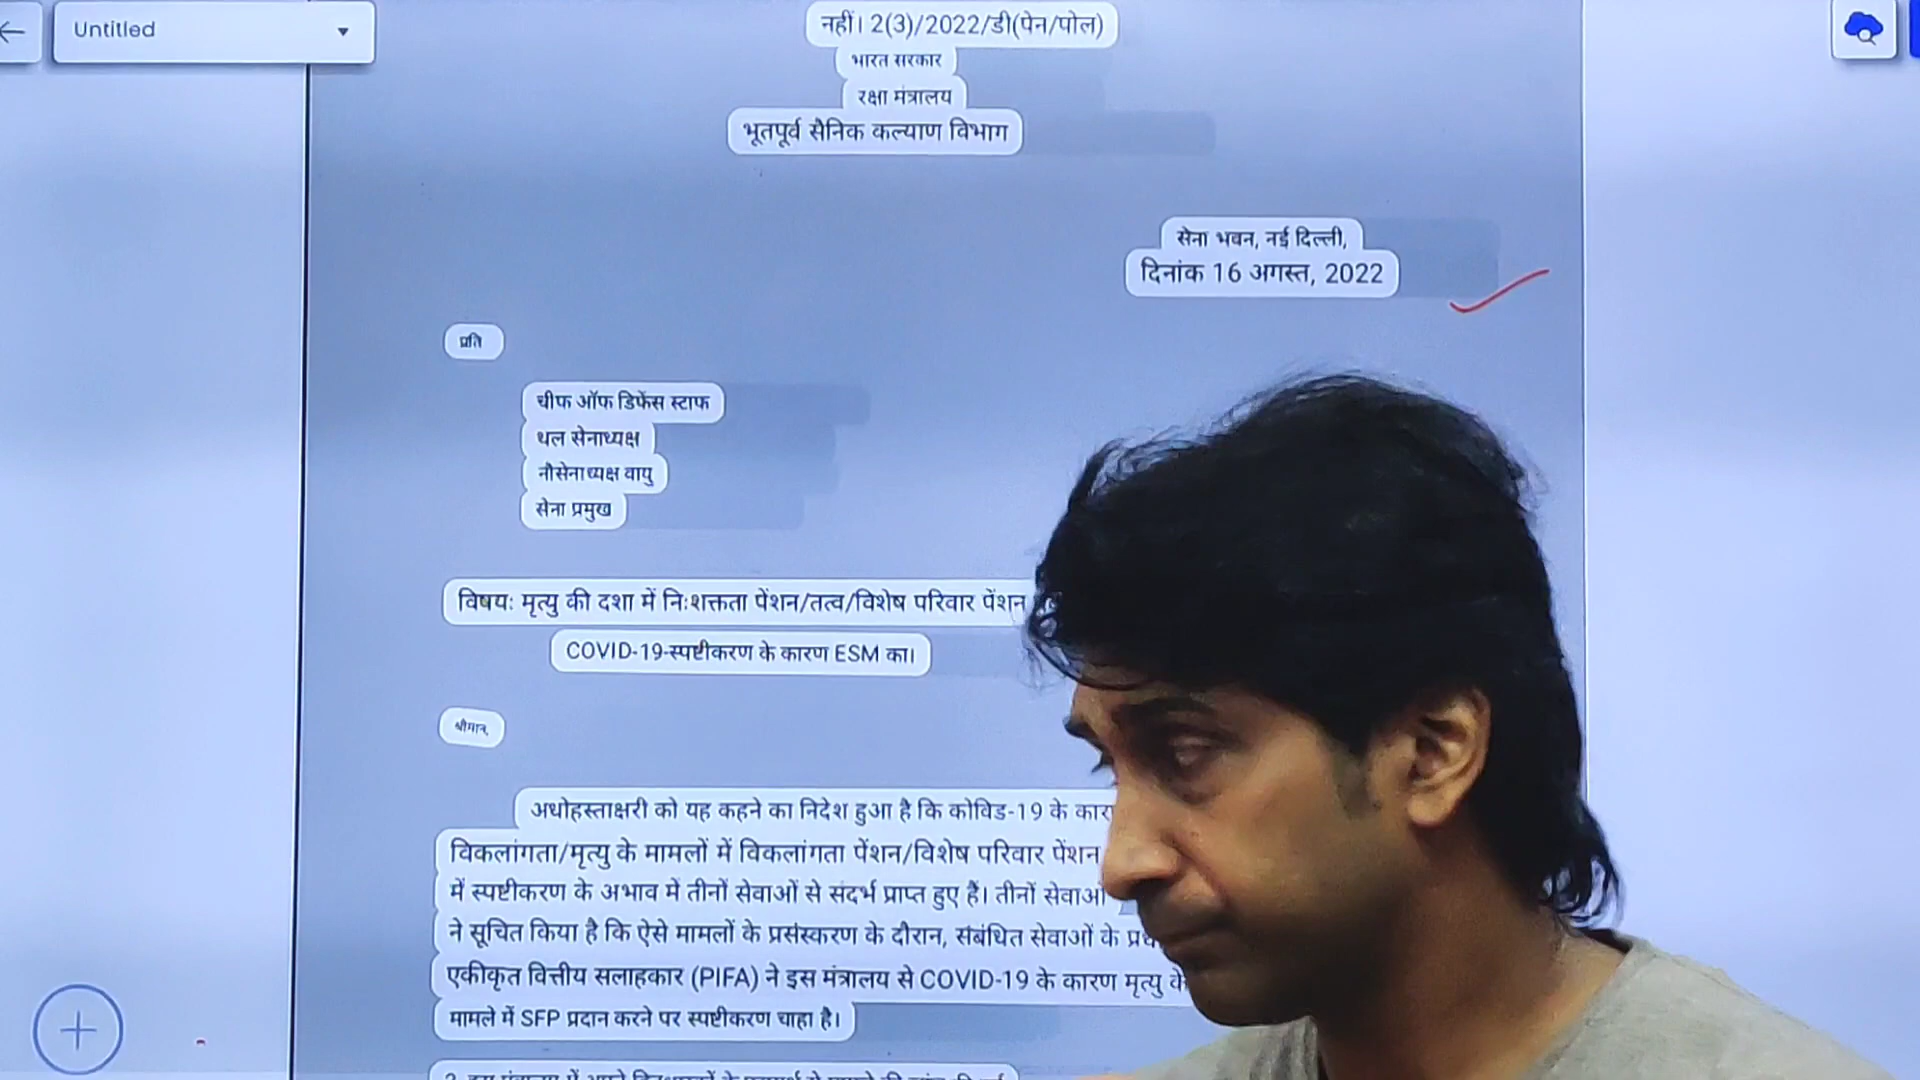 Untitled
नहीं। 2(3)/2022/डी(पेन/पोल)
भारत सरकार
रक्षा मंत्रालय
भूतपूर्व सैनिक कल्याण विभाग
सेना भवन, नई दिल्ली,
दिनांक 16 अगस्त, 2022
प्रति
चीफ ऑफ डिफेंस स्टाफ
थल सेनाध्यक्ष
नौसेनाध्यक्ष वायु
सेना प्रमुख
विषय: मृत्यु की दशा में नि:शक्तता पेंशन/तत्व/विशेष परिवार पेंशन
COVID-19-स्पष्टीकरण के कारण ESM का।
श्रीमान,
अधोहस्ताक्षरी को यह कहने का निदेश हुआ है कि कोविड-19 के
विकलांगता/मृत्यु के मामलों में विकलांगता पेंशन/विशेष परिवार पेंशन
में स्पष्टीकरण के अभाव में तीनों सेवाओं से संदर्भ प्राप्त हुए हैं। तीनों सेवाओं
ने सूचित किया है कि ऐसे मामलों के प्रसंस्करण के दौरान, संबंधित सेवाओं के
एकीकृत वित्तीय सलाहकार (PIFA) ने इस मंत्रालय से COVID-19 के कारण मृत्यु के
मामले में SFP प्रदान करने पर स्पष्टीकरण चाहा है।